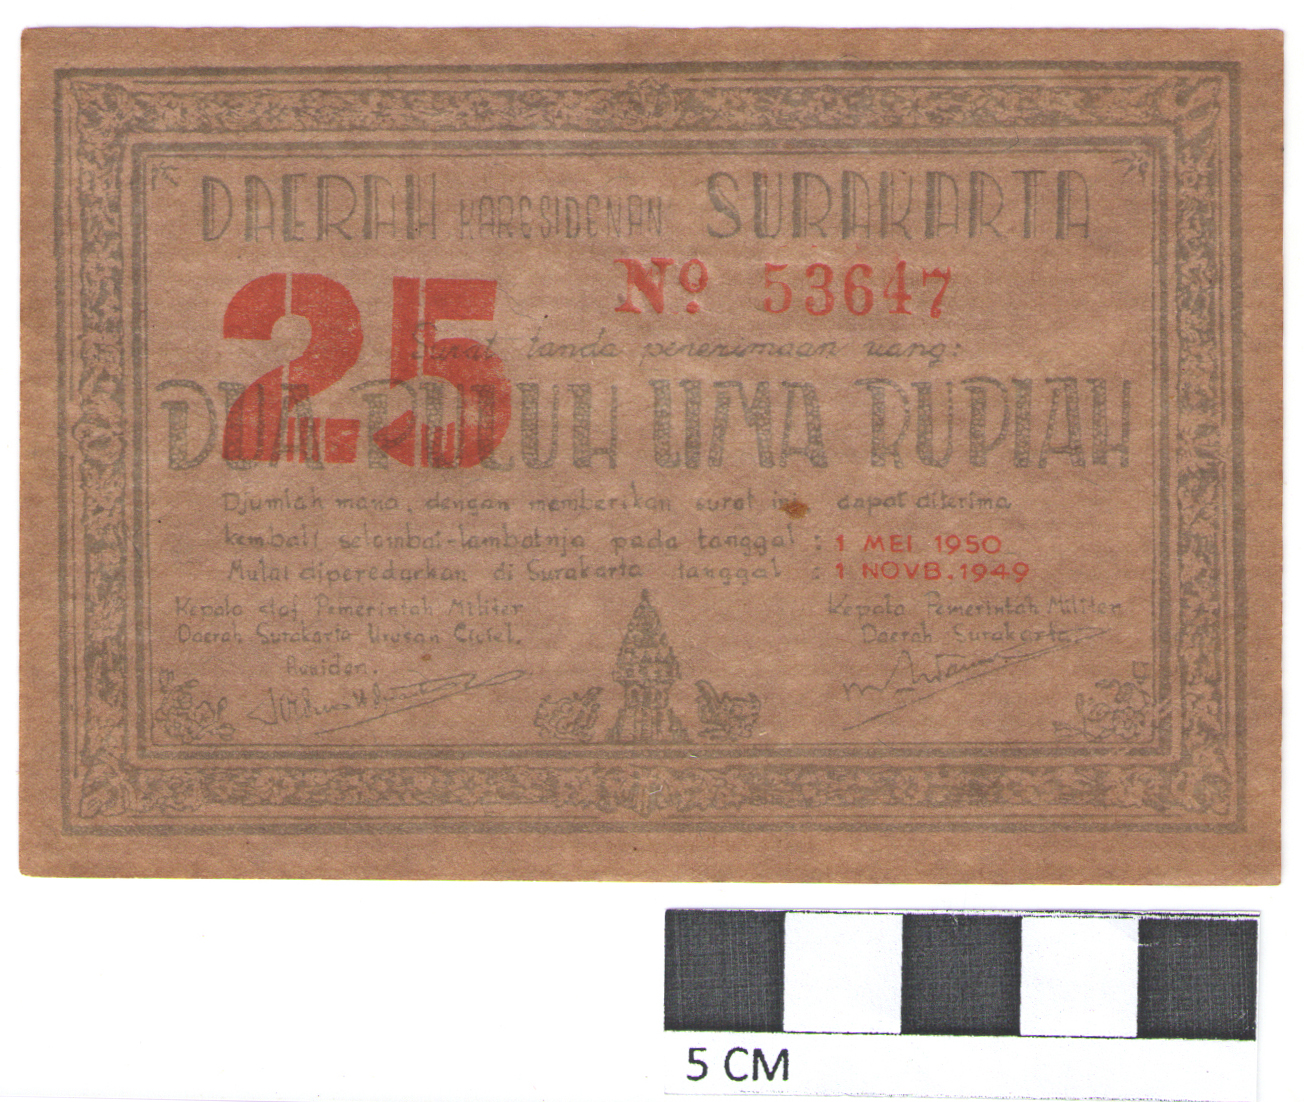 DAERAH KARESIDENAN SURAKARTA
25 No. 53647
Surat tanda penerimaan uang:
DUA PULUH LIMA RUPIAH
Djumlah mana, dengan memberikan surat ini dapat diterima
kembali selambat-lambatnja pada tanggal : 1 MEI 1950
Mulai diperedarkan di Surakarta tanggal : 1 NOVB. 1949
Kepala staf Pemerintah Militer
Daerah Surakarta Urusan Ciciel.
Residen.
Kepala Pemerintah Militer
Daerah Surakarta.
5 CM